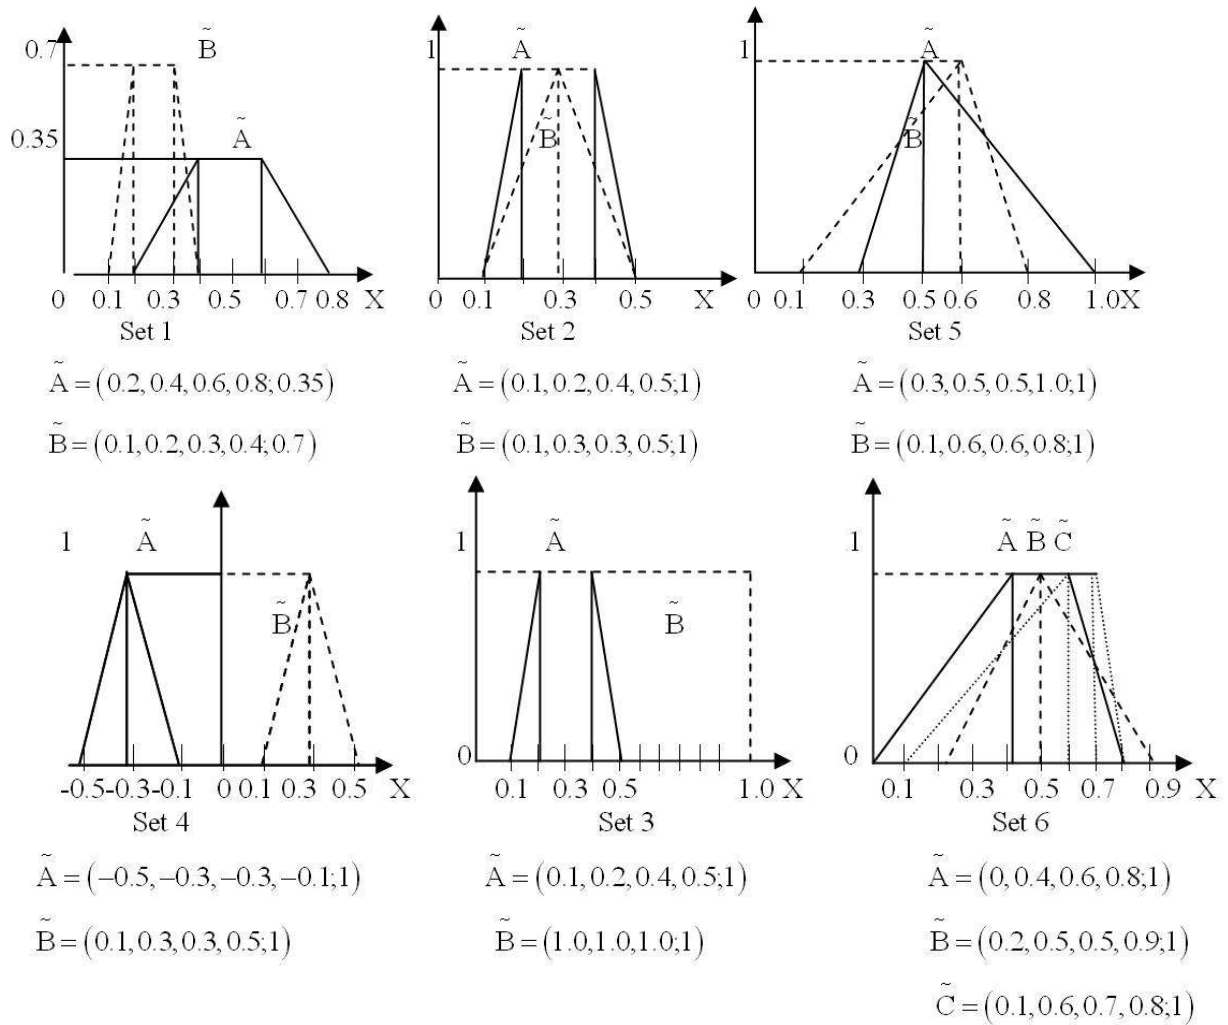 0.7 B̃
0.35 Ã
0 0.1 0.3 0.5 0.7 0.8 X
Set 1
Ã = (0.2, 0.4, 0.6, 0.8; 0.35)
B̃ = (0.1, 0.2, 0.3, 0.4; 0.7)
1 Ã
B̃
0 0.1 0.3 0.5 X
Set 2
Ã = (0.1, 0.2, 0.4, 0.5; 1)
B̃ = (0.1, 0.3, 0.3, 0.5; 1)
1 Ã
B̃
0 0.1 0.3 0.5 0.6 0.8 1.0X
Set 5
Ã = (0.3, 0.5, 0.5, 1.0; 1)
B̃ = (0.1, 0.6, 0.6, 0.8; 1)
1 Ã
B̃
-0.5 -0.3 -0.1 0 0.1 0.3 0.5 X
Set 4
Ã = (−0.5, −0.3, −0.3, −0.1; 1)
B̃ = (0.1, 0.3, 0.3, 0.5; 1)
1 Ã
B̃
0
0.1 0.3 0.5 1.0 X
Set 3
Ã = (0.1, 0.2, 0.4, 0.5; 1)
B̃ = (1.0, 1.0, 1.0; 1)
1 Ã B̃ C̃
0
0.1 0.3 0.5 0.7 0.9 X
Set 6
Ã = (0, 0.4, 0.6, 0.8; 1)
B̃ = (0.2, 0.5, 0.5, 0.9; 1)
C̃ = (0.1, 0.6, 0.7, 0.8; 1)